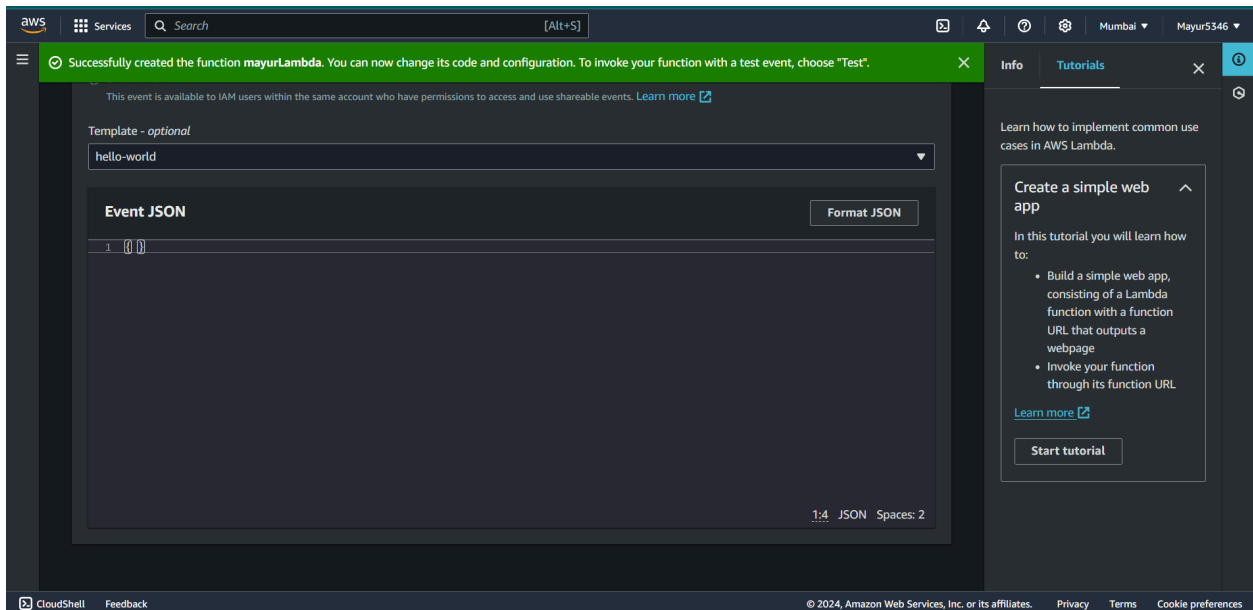 aws
Services
Search
[Alt+S]
Mumbai
Mayur5346
Successfully created the function mayurLambda. You can now change its code and configuration. To invoke your function with a test event, choose "Test".
This event is available to IAM users within the same account who have permissions to access and use shareable events. Learn more
Template - optional
hello-world
Event JSON
Format JSON
1 { }
1:4 JSON Spaces: 2
Info
Tutorials
Learn how to implement common use
cases in AWS Lambda.
Create a simple web
app
In this tutorial you will learn how
to:
• Build a simple web app,
consisting of a Lambda
function with a function
URL that outputs a
webpage
• Invoke your function
through its function URL
Learn more
Start tutorial
CloudShell
Feedback
© 2024, Amazon Web Services, Inc. or its affiliates.
Privacy
Terms
Cookie preferences